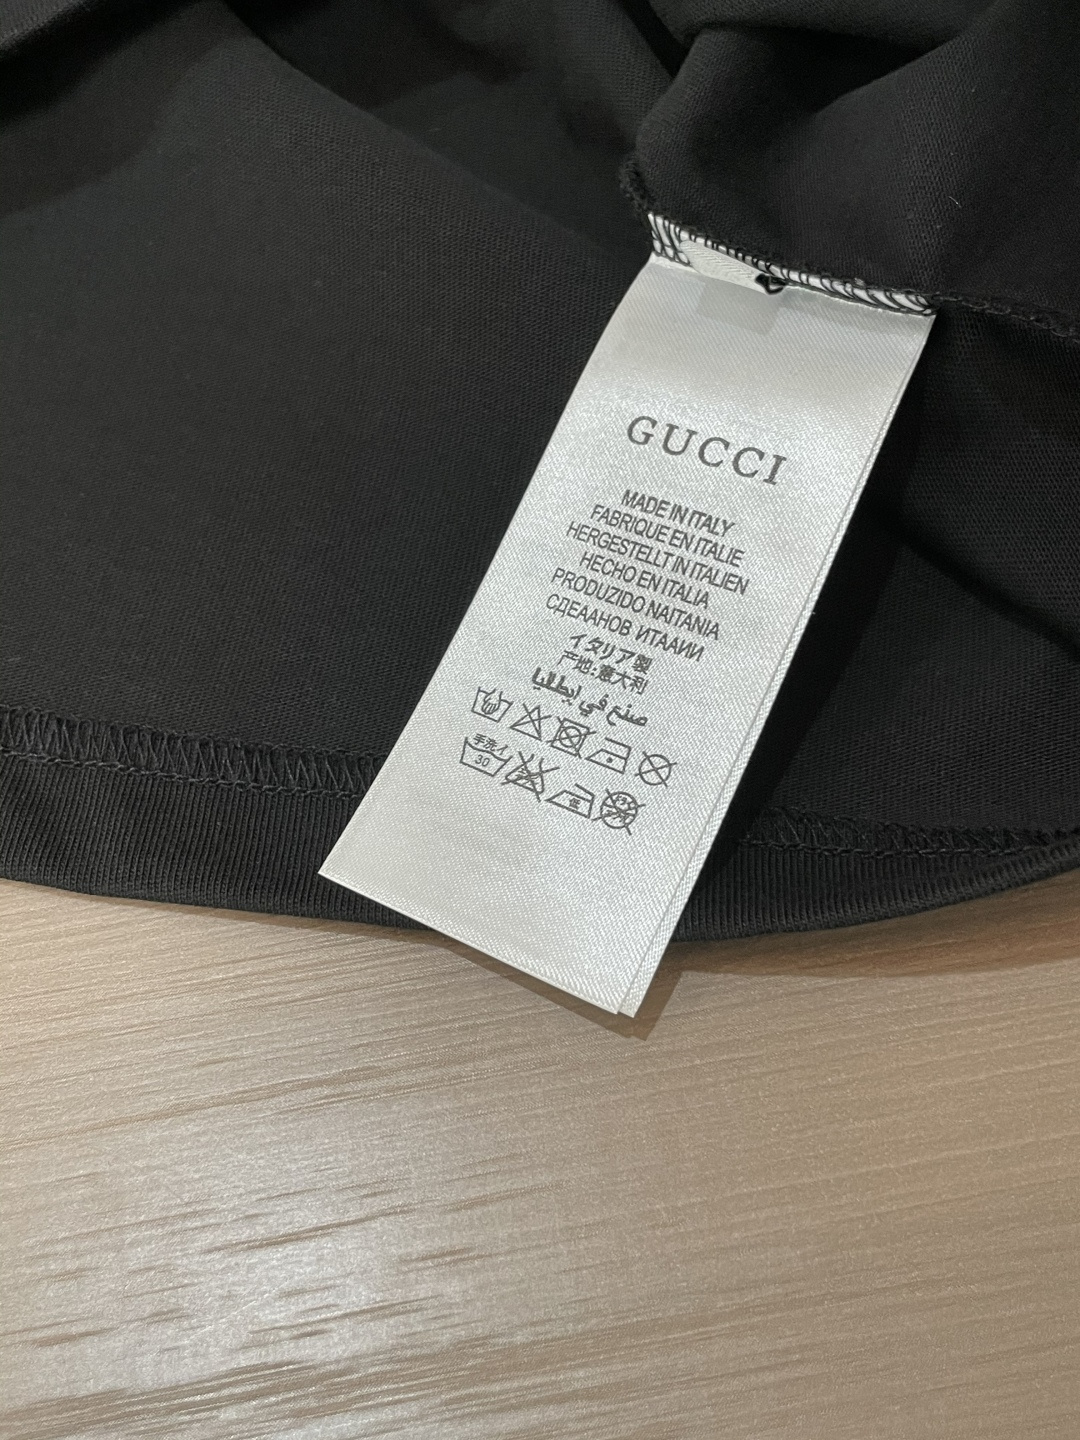 GUCCI
MADE IN ITALY
FABRIQUE EN ITALIE
HERGESTELLT IN ITALIEN
HECHO EN ITALIA
PRODUZIDO NAITANIA
СДЕААНОВ ИТААИИ
イタリア製
产地:意大利
صنع في إيطاليا
手洗イ
30
低